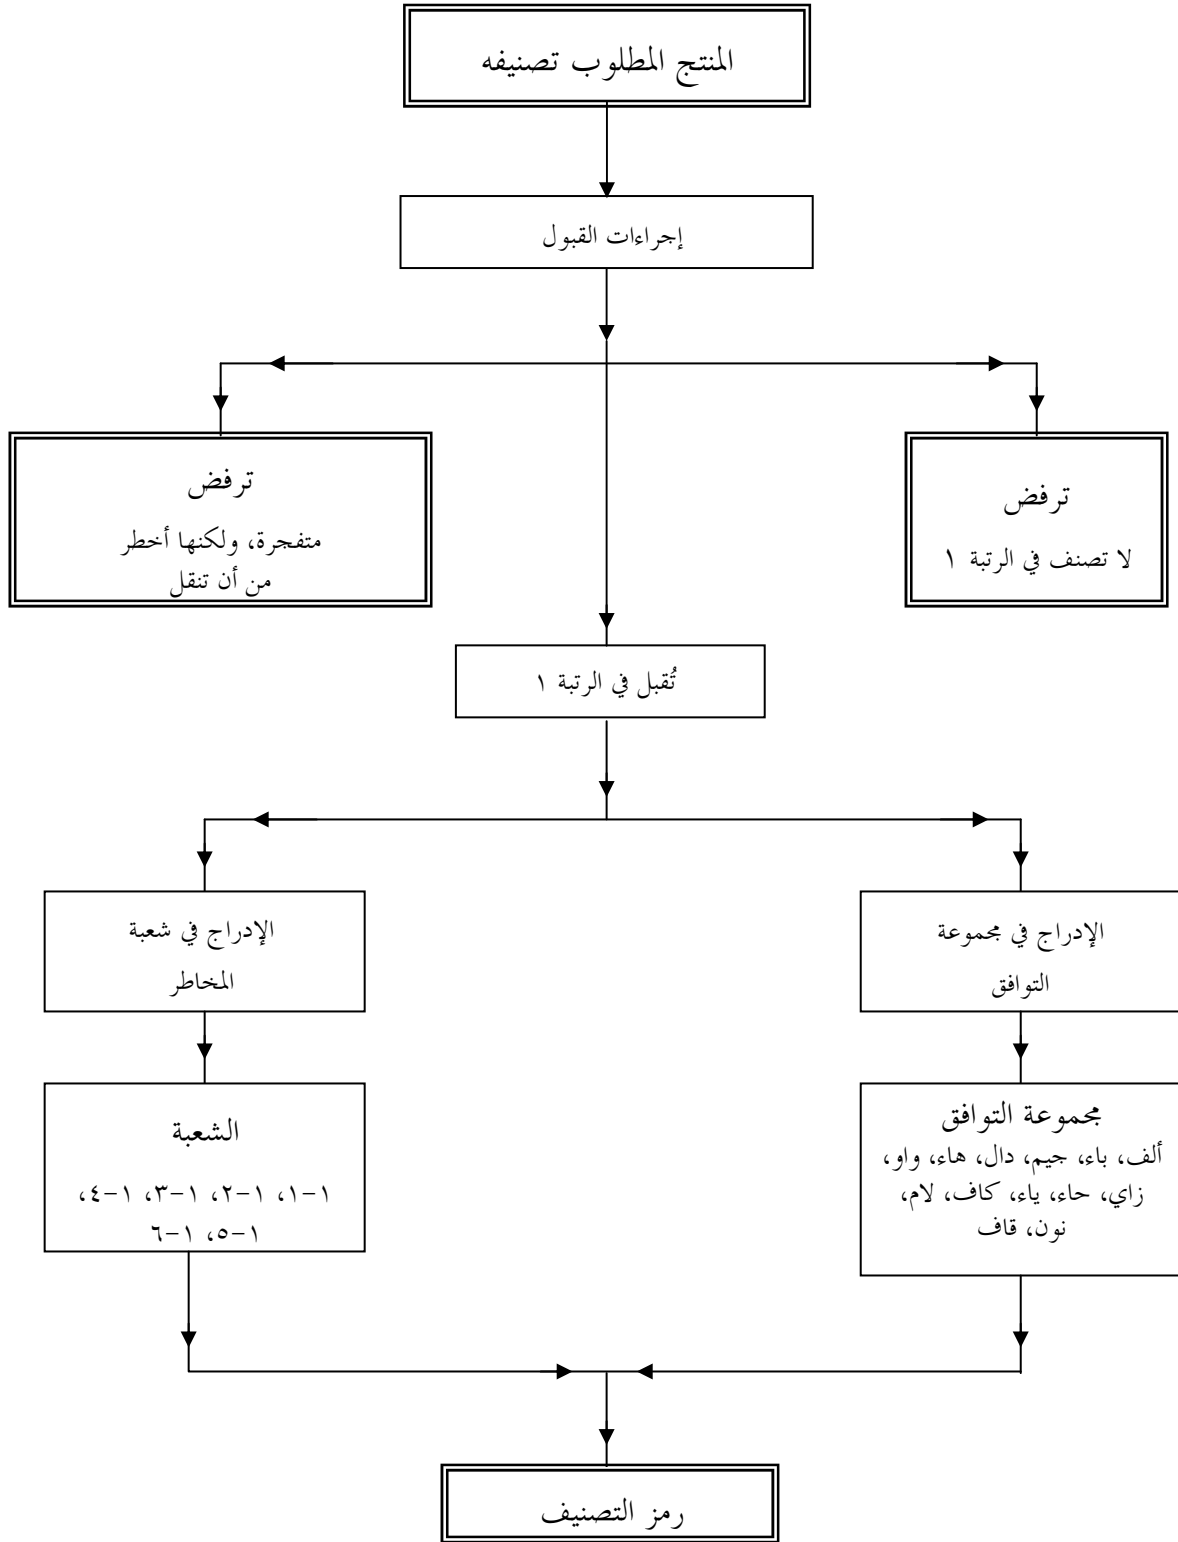 المنتج المطلوب تصنيفه
إجراءات القبول
ترفض
لا تصنف في الرتبة ١
ترفض
متفجرة، ولكنها أخطر
من أن تنقل
تُقبل في الرتبة ١
الإدراج في مجموعة
التوافق
الإدراج في شعبة
المخاطر
مجموعة التوافق
ألف، باء، جيم، دال، هاء، واو،
زاي، حاء، ياء، كاف، لام،
نون، قاف
الشعبة
١-١، ١-٢، ١-٣، ١-٤،
١-٥، ١-٦
رمز التصنيف